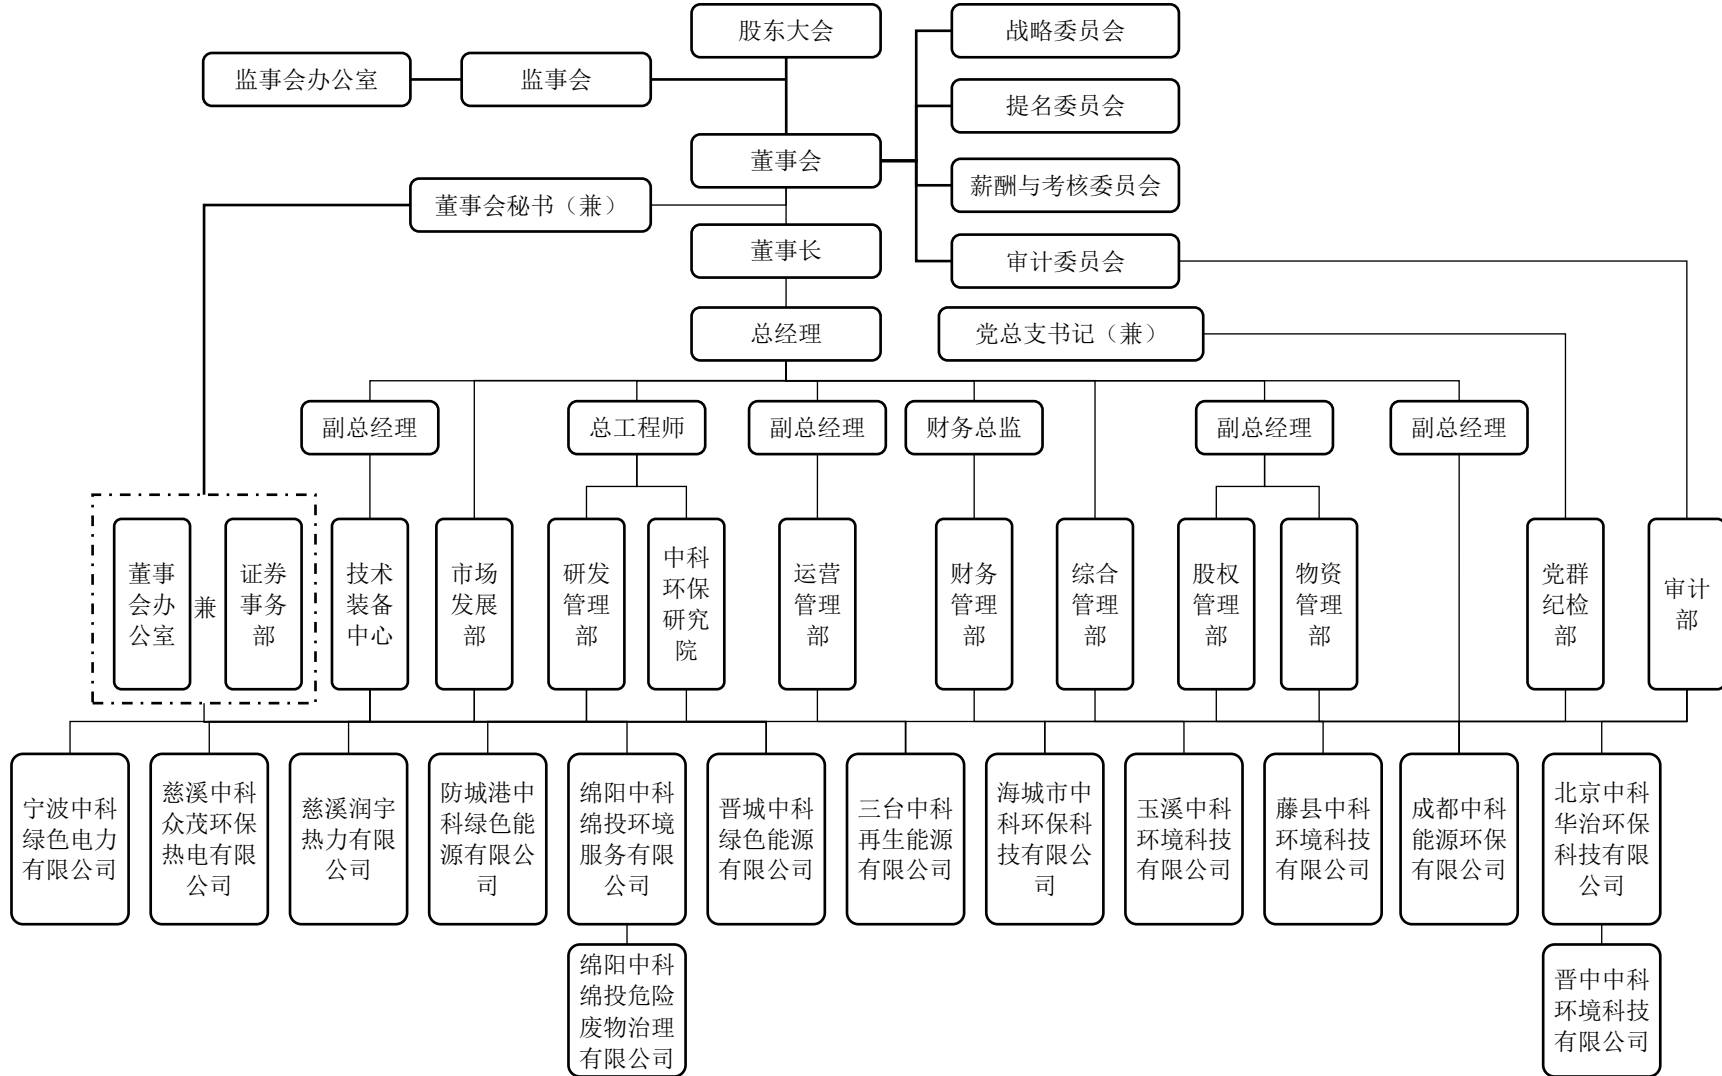 股东大会
战略委员会
监事会办公室
监事会
提名委员会
董事会
薪酬与考核委员会
董事会秘书（兼）
董事长
审计委员会
总经理
党总支书记（兼）
副总经理
总工程师
副总经理
财务总监
副总经理
副总经理
董事
会办
公室
兼
证券
事务
部
技术
装备
中心
市场
发展
部
研发
管理
部
中科
环保
研究
院
运营
管理
部
财务
管理
部
综合
管理
部
股权
管理
部
物资
管理
部
党群
纪检
部
审计
部
宁波中科
绿色电力
有限公司
慈溪中科
众茂环保
热电有限
公司
慈溪润宇
热力有限
公司
防城港中
科绿色能
源有限公
司
绵阳中科
绵投环境
服务有限
公司
晋城中科
绿色能源
有限公司
三台中科
再生能源
有限公司
海城市中
科环保科
技有限公
司
玉溪中科
环境科技
有限公司
藤县中科
环境科技
有限公司
成都中科
能源环保
有限公司
北京中科
华治环保
科技有限
公司
绵阳中科
绵投危险
废物治理
有限公司
晋中中科
环境科技
有限公司